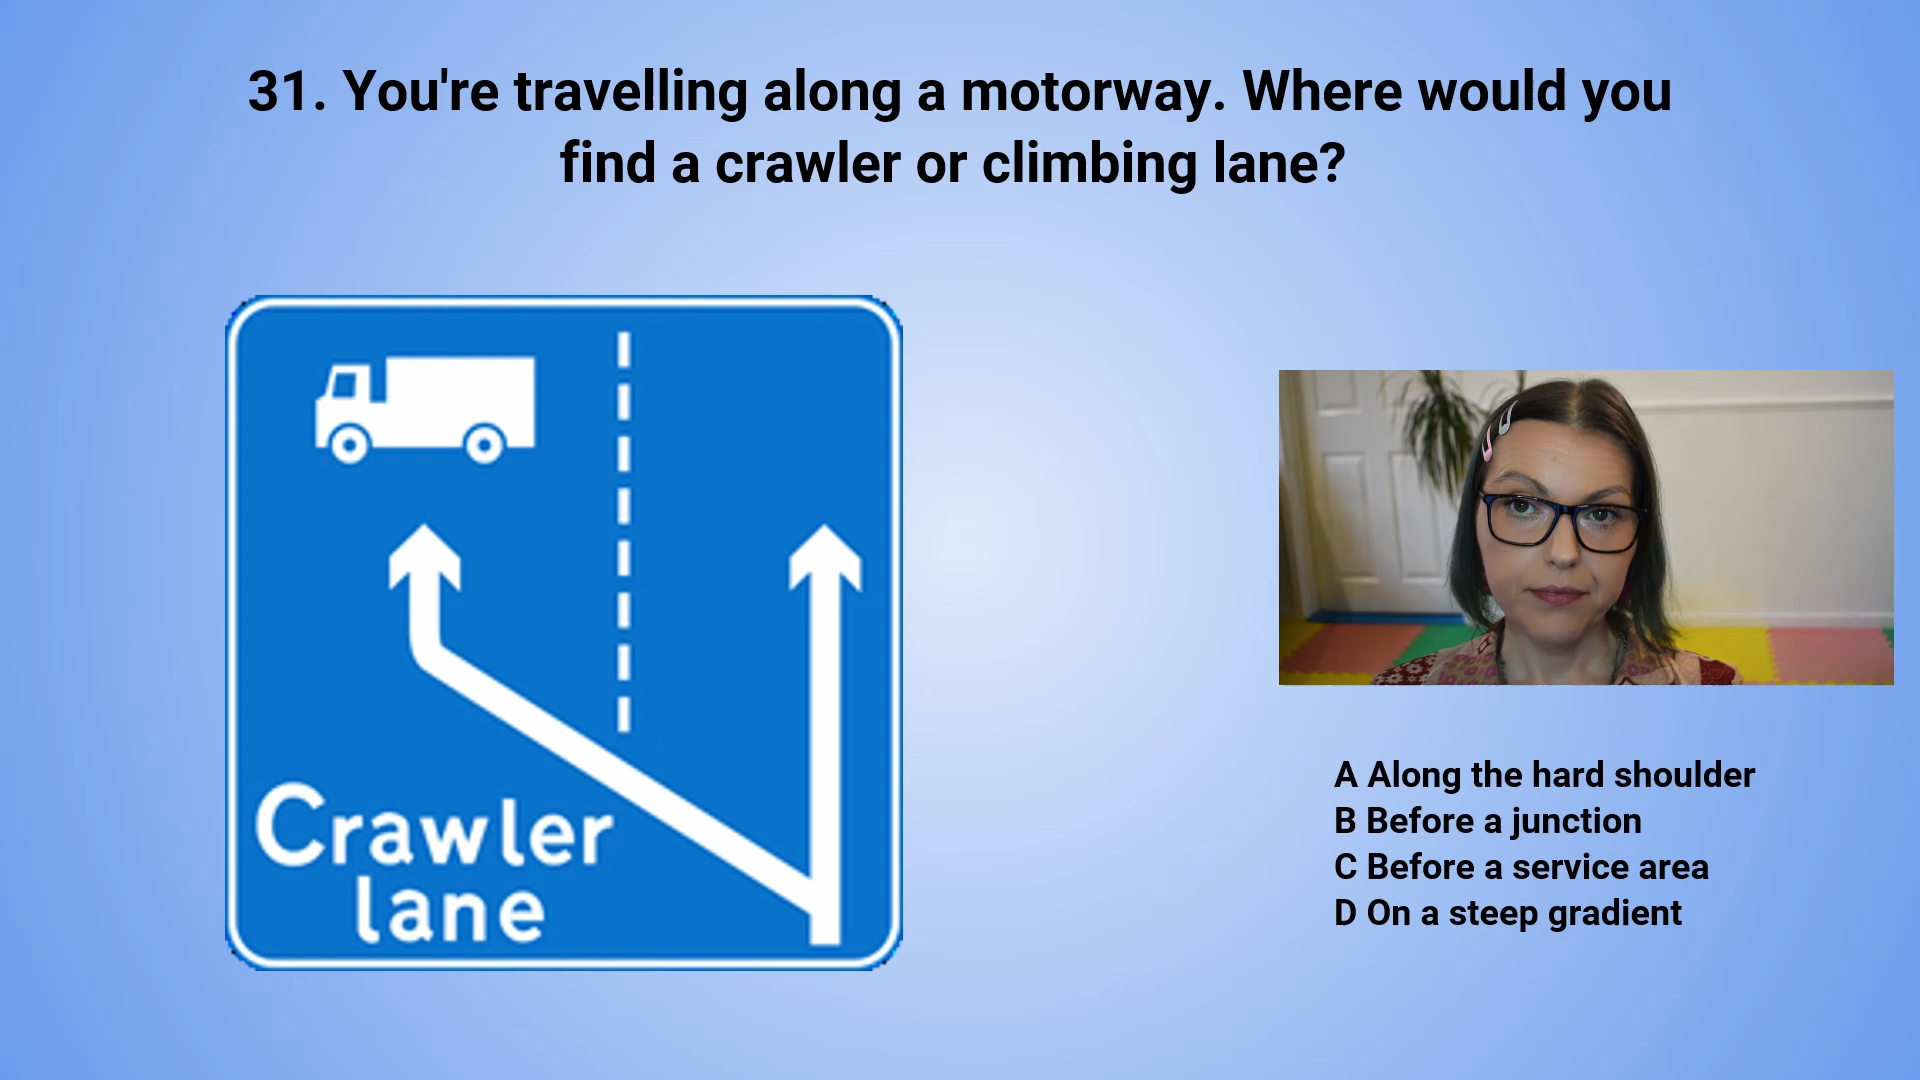 31. You're travelling along a motorway. Where would you
find a crawler or climbing lane?
Crawler
lane
A Along the hard shoulder
B Before a junction
C Before a service area
D On a steep gradient